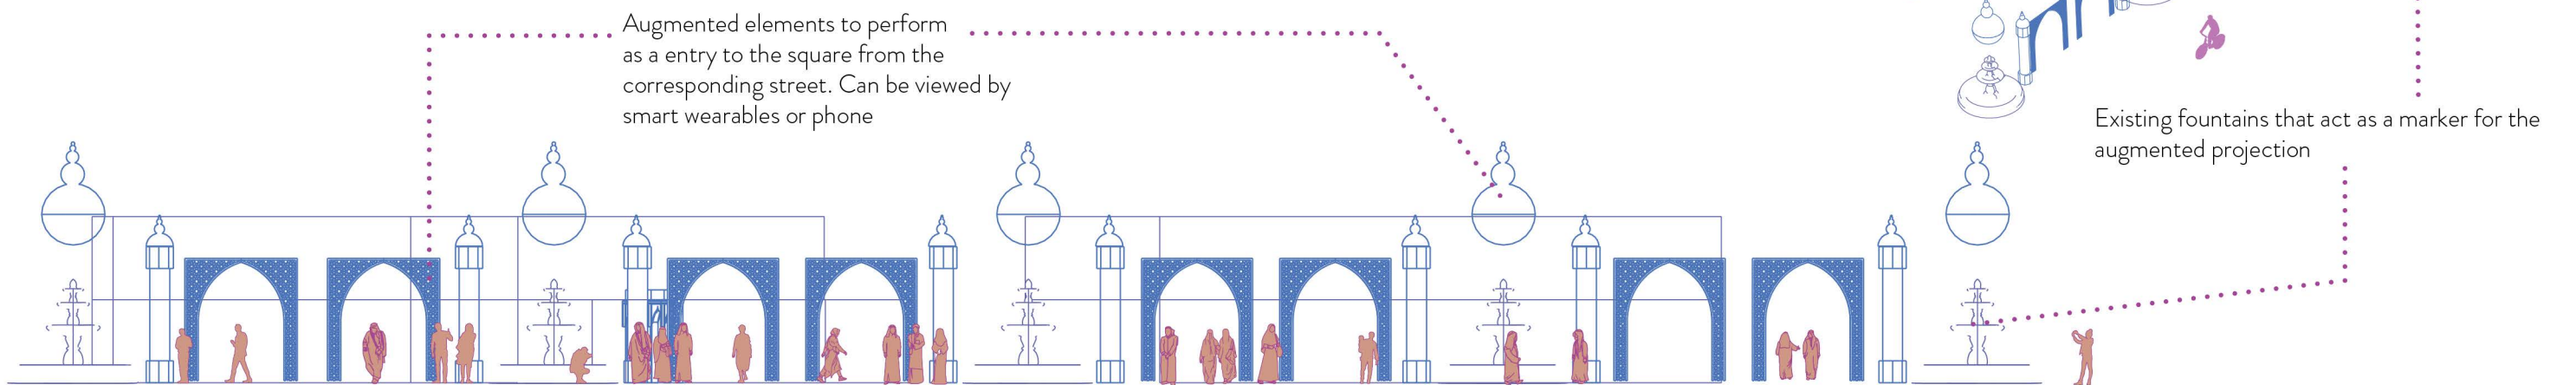 Augmented elements to perform
as a entry to the square from the
corresponding street. Can be viewed by
smart wearables or phone
Existing fountains that act as a marker for the
augmented projection